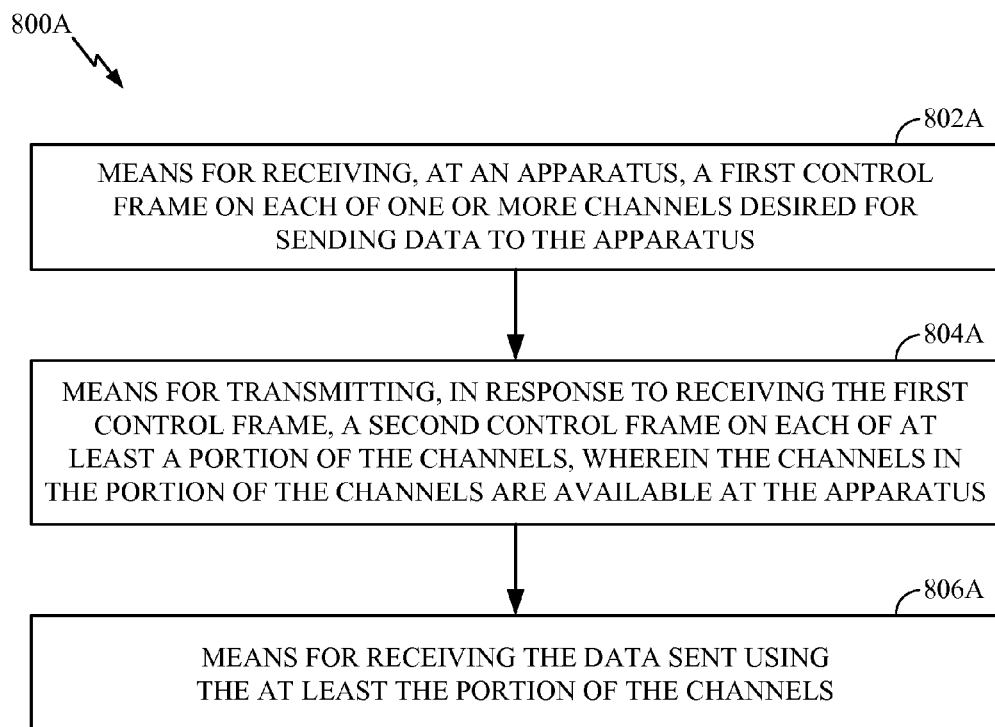 800A
802A
MEANS FOR RECEIVING, AT AN APPARATUS, A FIRST CONTROL
FRAME ON EACH OF ONE OR MORE CHANNELS DESIRED FOR
SENDING DATA TO THE APPARATUS
804A
MEANS FOR TRANSMITTING, IN RESPONSE TO RECEIVING THE FIRST
CONTROL FRAME, A SECOND CONTROL FRAME ON EACH OF AT
LEAST A PORTION OF THE CHANNELS, WHEREIN THE CHANNELS IN
THE PORTION OF THE CHANNELS ARE AVAILABLE AT THE APPARATUS
806A
MEANS FOR RECEIVING THE DATA SENT USING
THE AT LEAST THE PORTION OF THE CHANNELS